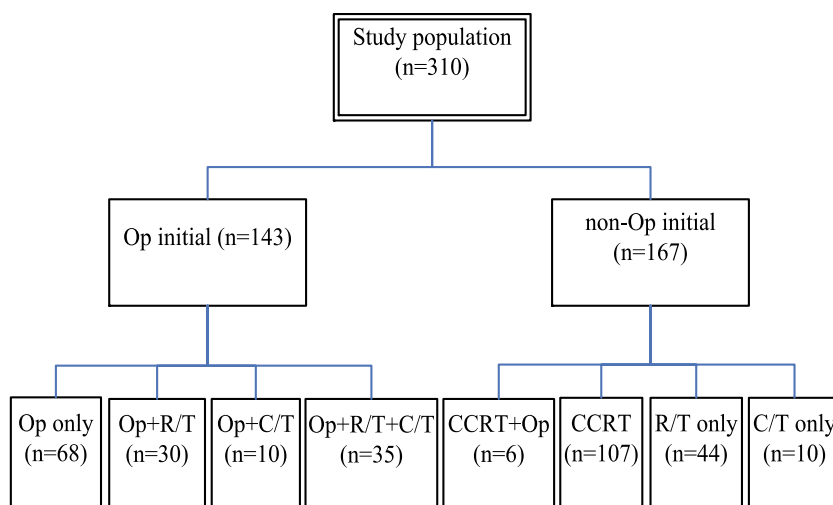 Study population
(n=310)
Op initial (n=143)
non-Op initial
(n=167)
Op only
(n=68)
Op+R/T
(n=30)
Op+C/T
(n=10)
Op+R/T+C/T
(n=35)
CCRT+Op
(n=6)
CCRT
(n=107)
R/T only
(n=44)
C/T only
(n=10)